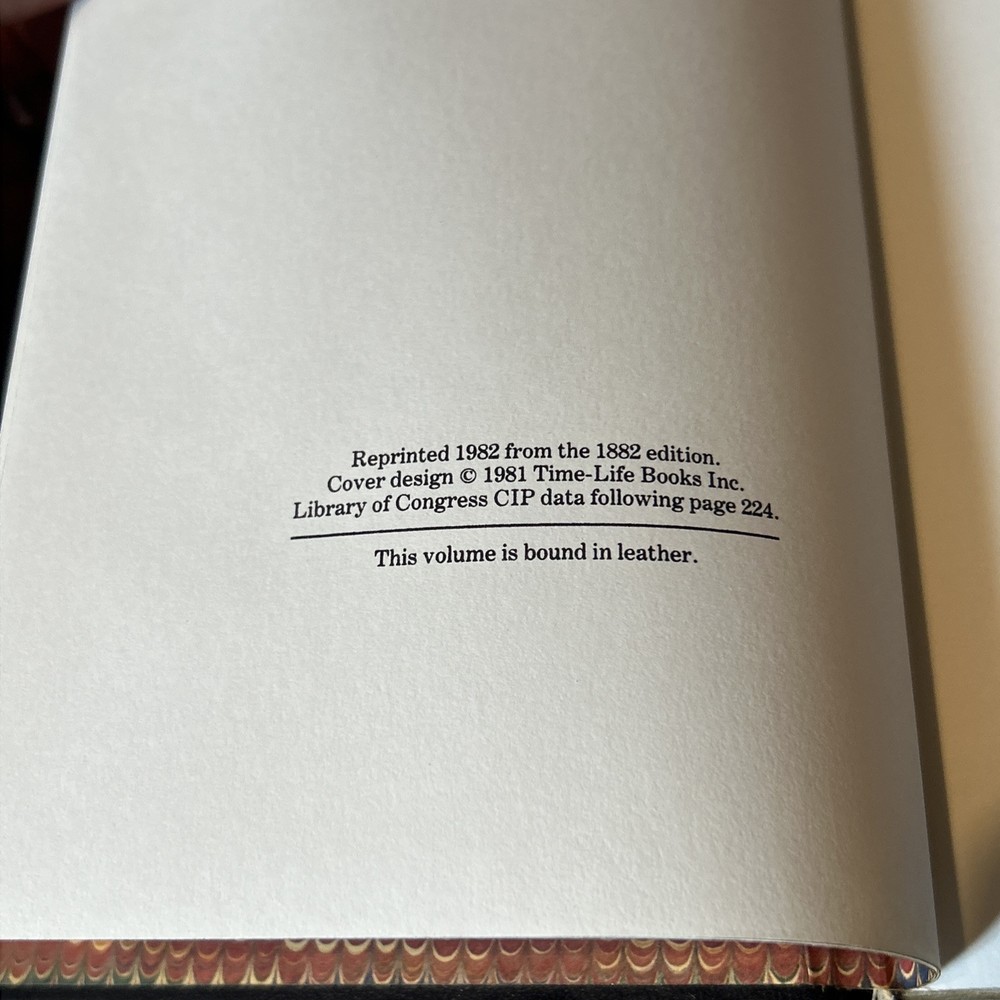 Reprinted 1982 from the 1882 edition.
Cover design © 1981 Time-Life Books Inc.
Library of Congress CIP data following page 224.
This volume is bound in leather.